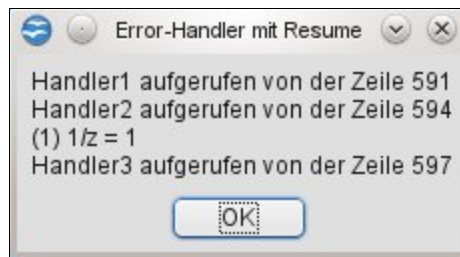 Error-Handler mit Resume
Handler1 aufgerufen von der Zeile 591
Handler2 aufgerufen von der Zeile 594
(1) 1/z = 1
Handler3 aufgerufen von der Zeile 597
OK